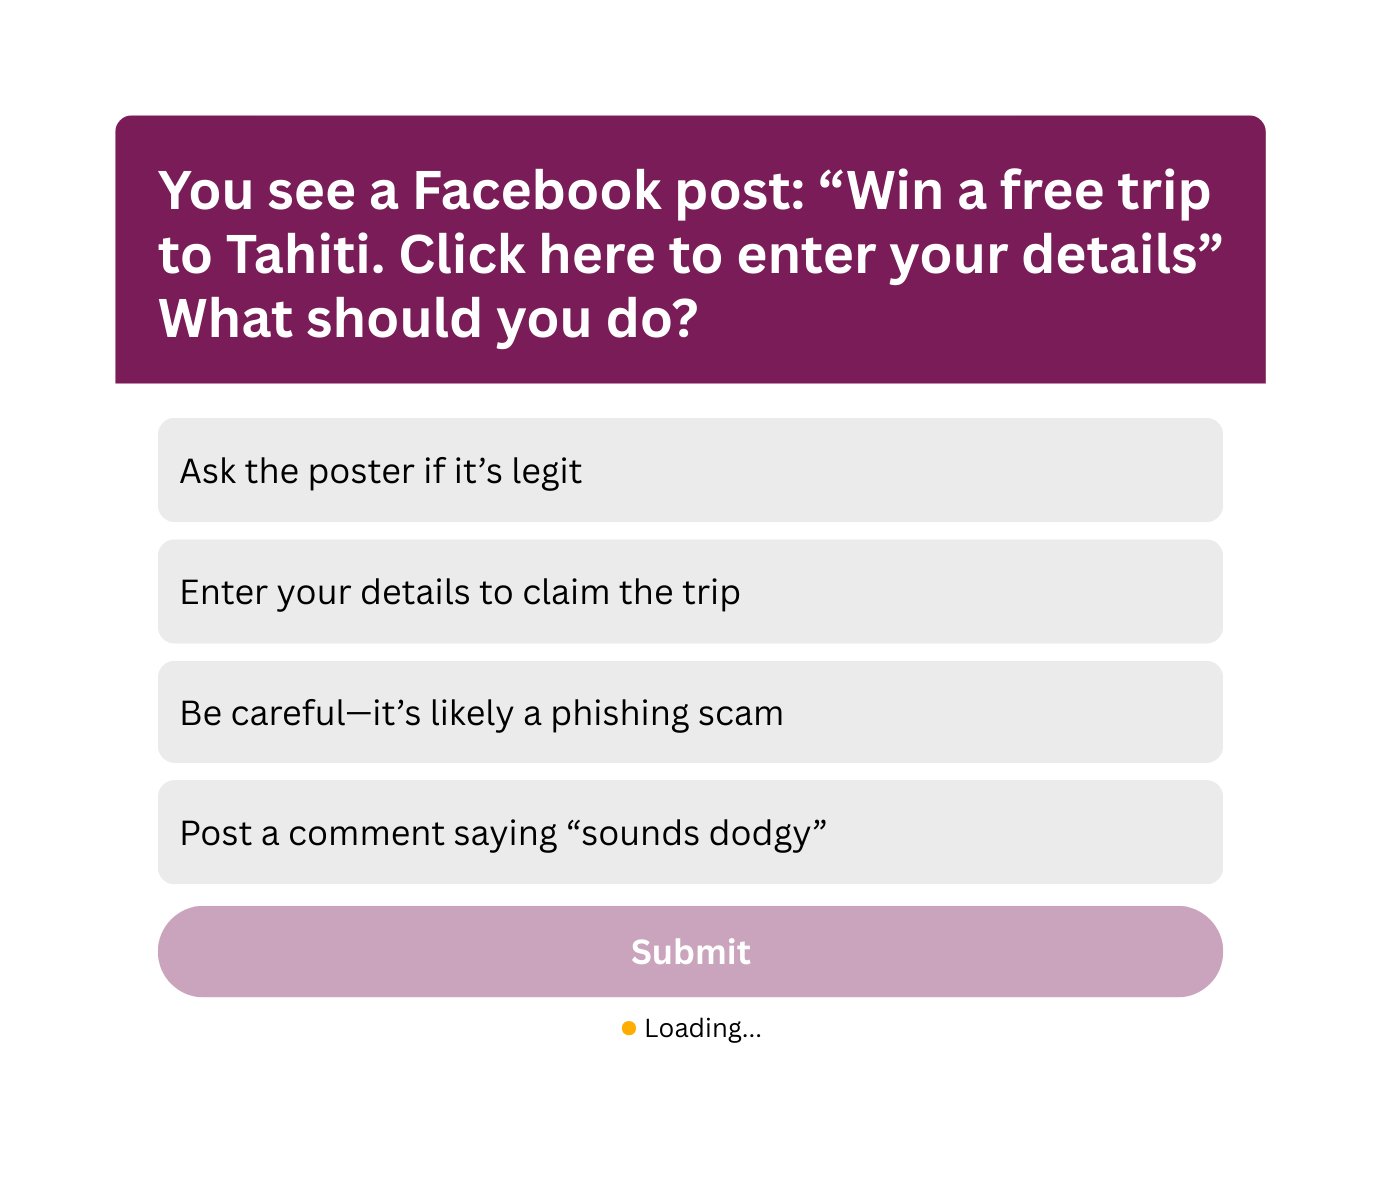 You see a Facebook post: “Win a free trip
to Tahiti. Click here to enter your details”
What should you do?
Ask the poster if it’s legit
Enter your details to claim the trip
Be careful—it’s likely a phishing scam
Post a comment saying “sounds dodgy”
Submit
Loading...